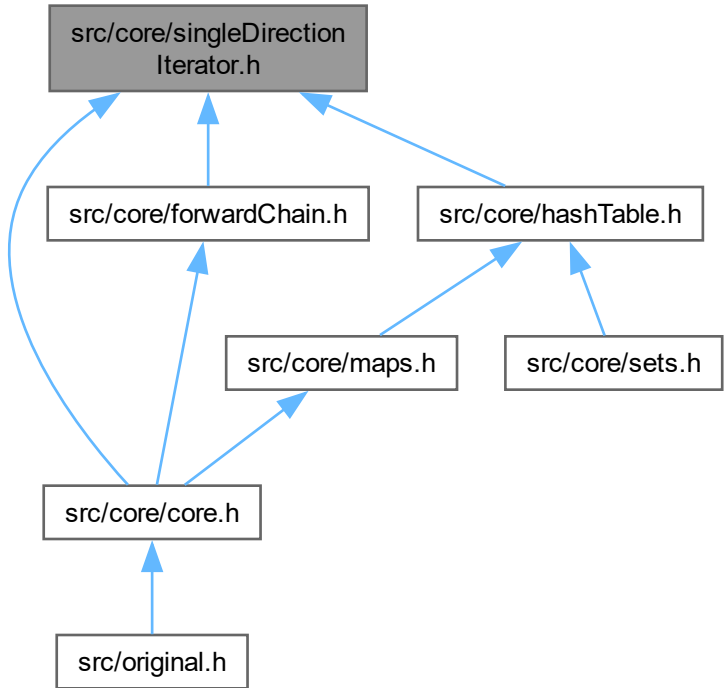 src/core/singleDirection
Iterator.h
src/core/forwardChain.h
src/core/hashTable.h
src/core/maps.h
src/core/sets.h
src/core/core.h
src/original.h